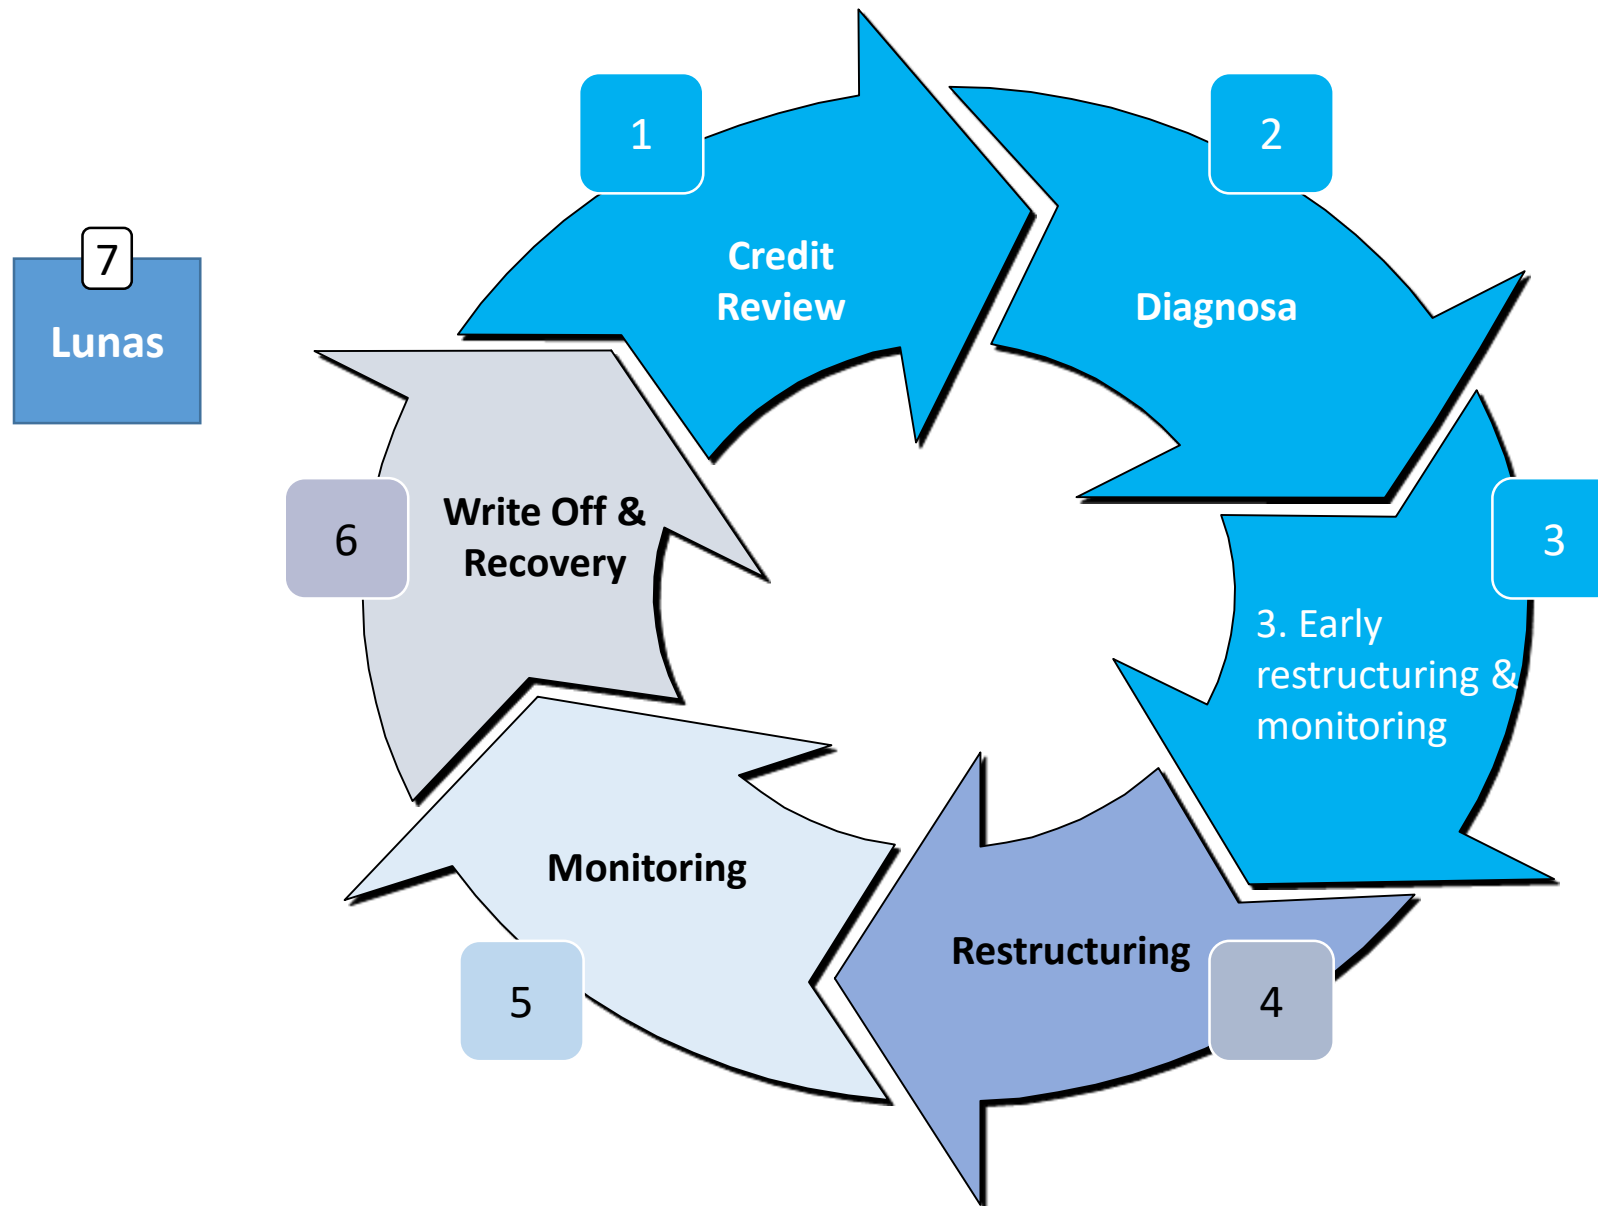 1
Credit
Review
2
Diagnosa
3
3. Early
restructuring &
monitoring
4
Restructuring
5
Monitoring
6
Write Off &
Recovery
7
Lunas